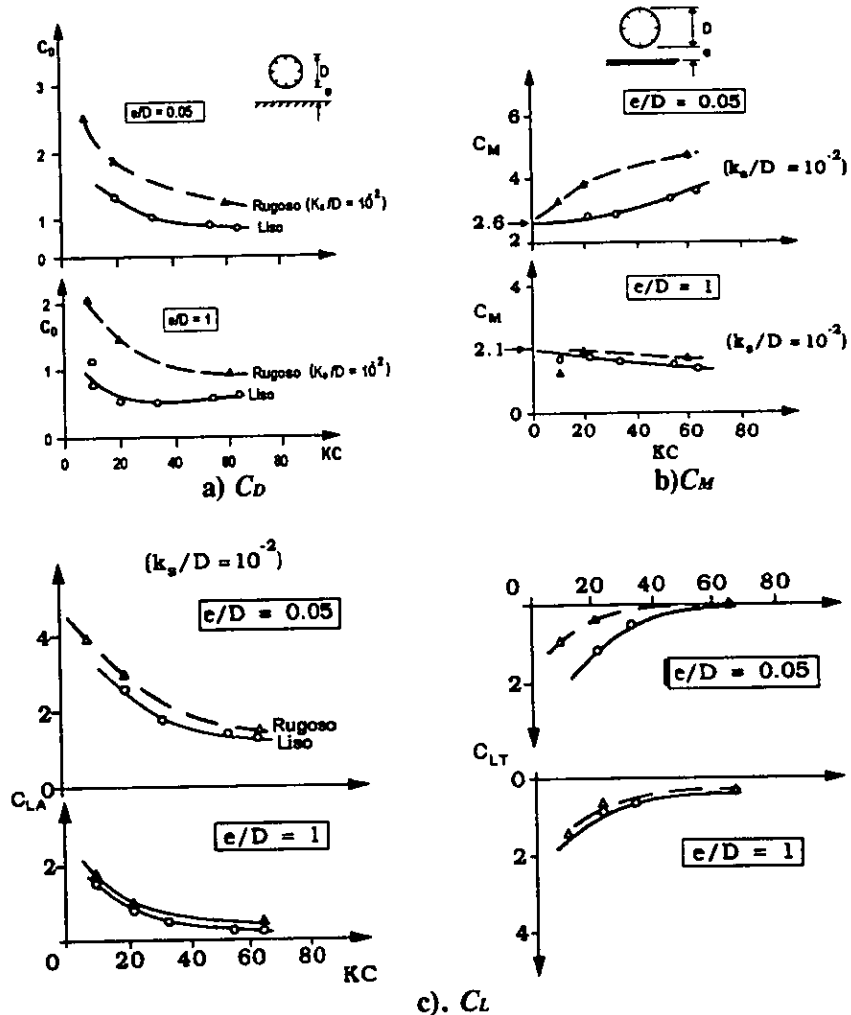 C_D
3
2
1
0
e/D = 0.05
D
e
Rugoso (K_s/D = 10^-2)
Liso
2
C_D
1
0
e/D = 1
Rugoso (K_s/D = 10^-2)
Liso
0 20 40 60 80
KC
a) C_D
D
e
e/D = 0.05
6
C_M
4
2.6
2
(k_s/D = 10^-2)
e/D = 1
4
C_M
2.1
0
(k_s/D = 10^-2)
0 20 40 60 80
KC
b) C_M
(k_s/D = 10^-2)
e/D = 0.05
4
2
0
Rugoso
Liso
C_LA
e/D = 1
2
0 20 40 60 80
KC
0 20 40 60 80
2
e/D = 0.05
C_LT
0
2
4
e/D = 1
c). C_L